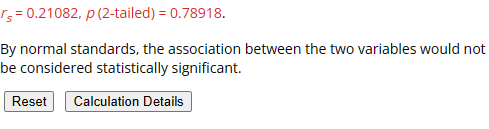 rs = 0.21082, p (2-tailed) = 0.78918.
By normal standards, the association between the two variables would not
be considered statistically significant.
Reset Calculation Details